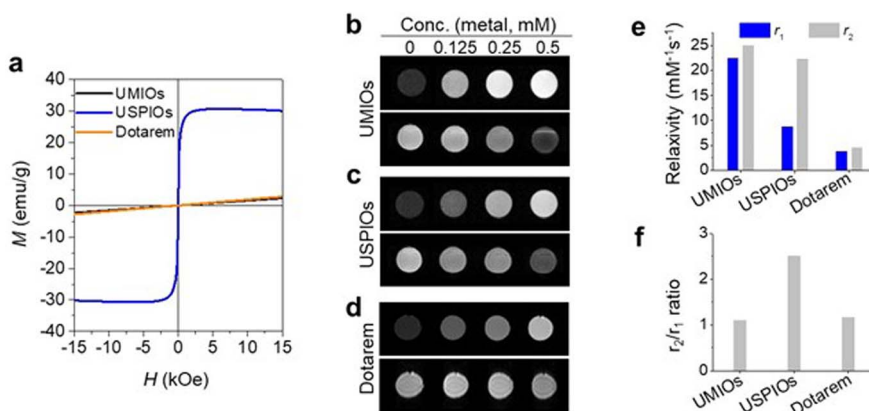 a
M (emu/g)
40
30
20
10
0
-10
-20
-30
-40
UMIOs
USPIOs
Dotarem
-15 -10 -5 0 5 10 15
H (kOe)
b
Conc. (metal, mM)
0 0.125 0.25 0.5
UMIOs
c
USPIOs
d
Dotarem
e
r₁ r₂
Relaxivity (mM⁻¹s⁻¹)
25
20
15
10
5
0
UMIOs
USPIOs
Dotarem
f
r₂/r₁ ratio
3
2
1
0
UMIOs
USPIOs
Dotarem